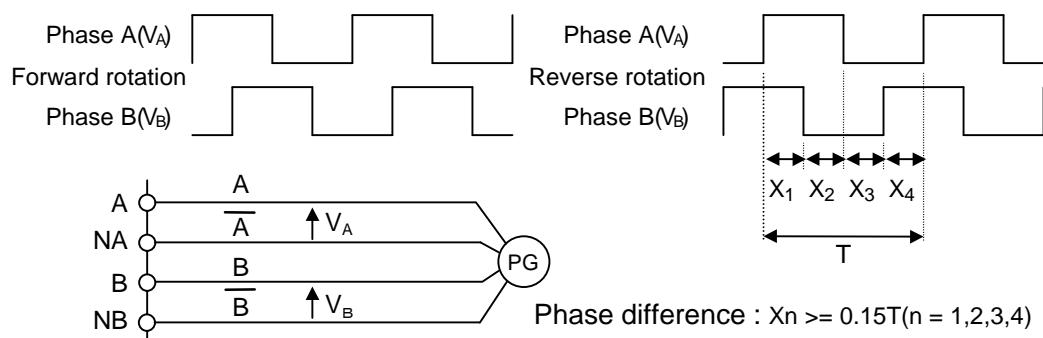 Phase A(VA)
Forward rotation
Phase B(VB)
Phase A(VA)
Reverse rotation
Phase B(VB)
X1 X2 X3 X4
T
A A
NA A̅ VA
B B
NB B̅ VB
PG
Phase difference : Xn >= 0.15T(n = 1,2,3,4)